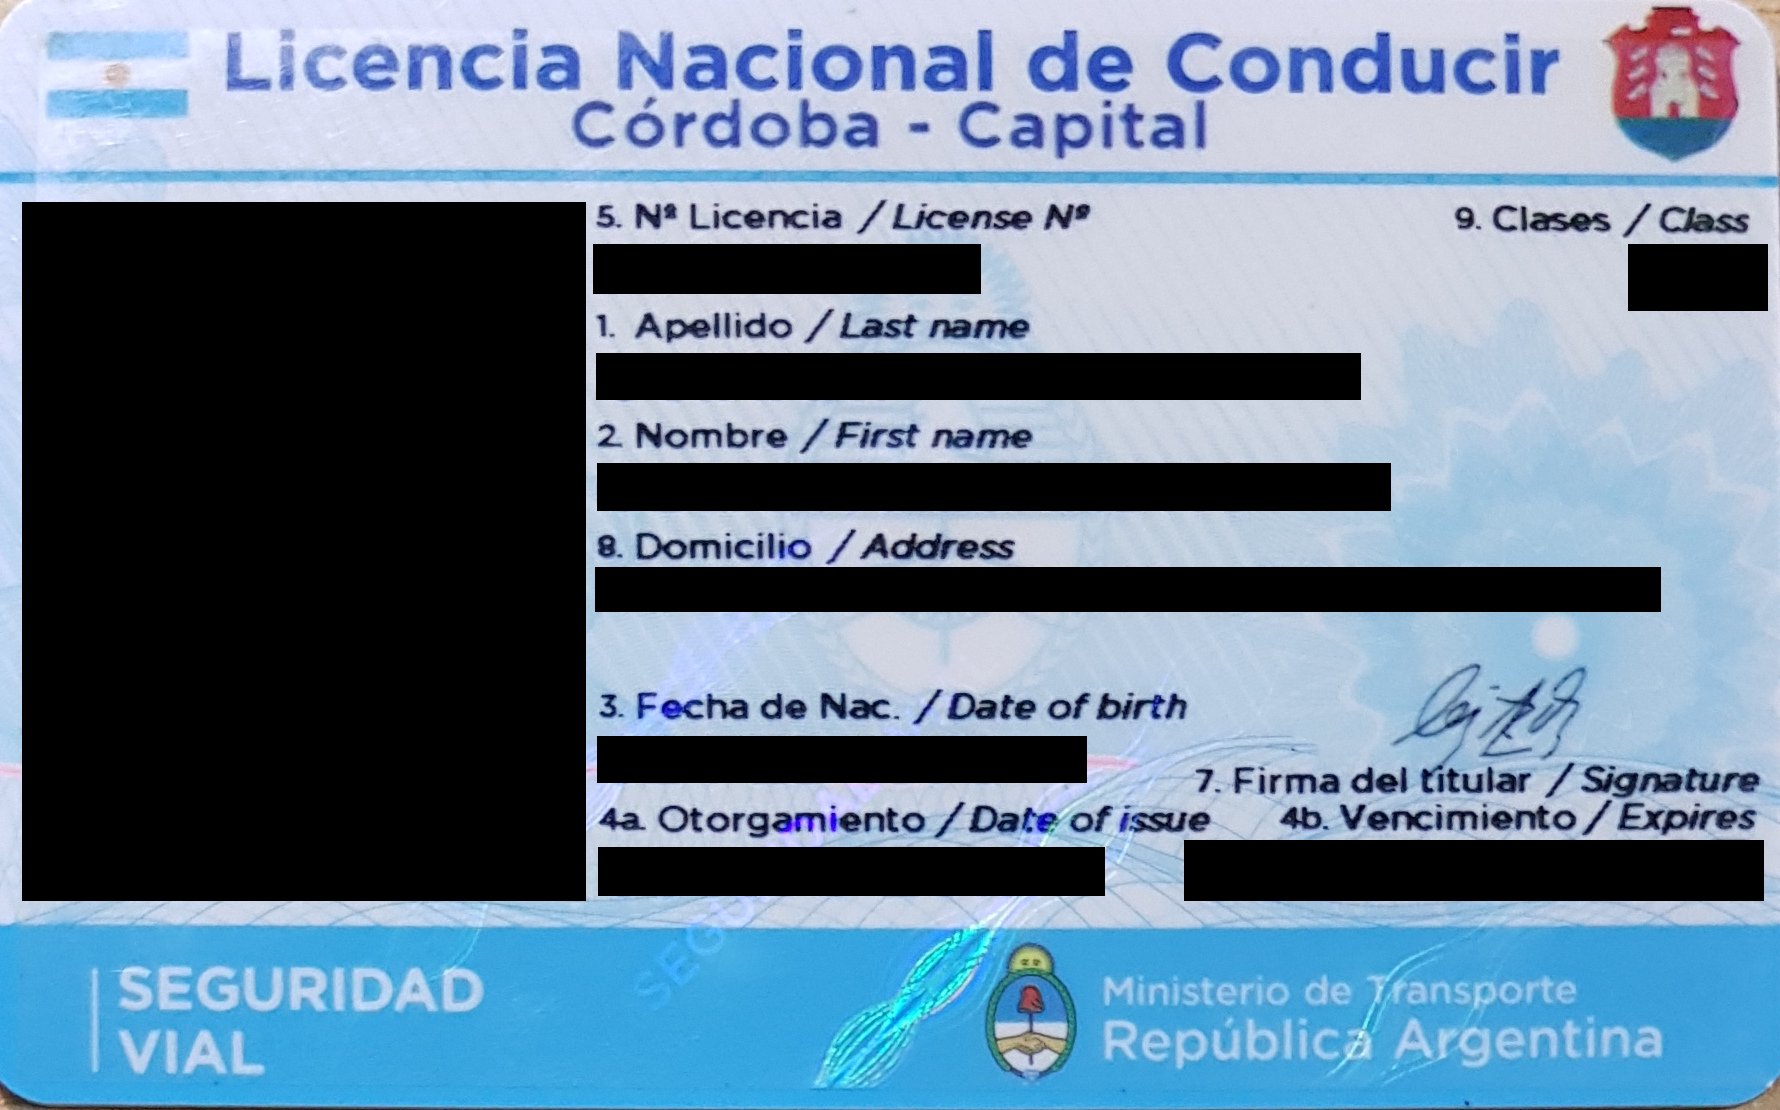 Licencia Nacional de Conducir
Córdoba - Capital
5. Nº Licencia / License Nº
9. Clases / Class
1. Apellido / Last name
2. Nombre / First name
8. Domicilio / Address
3. Fecha de Nac. / Date of birth
7. Firma del titular / Signature
4a. Otorgamiento / Date of issue
4b. Vencimiento / Expires
SEGURIDAD
VIAL
Ministerio de Transporte
República Argentina